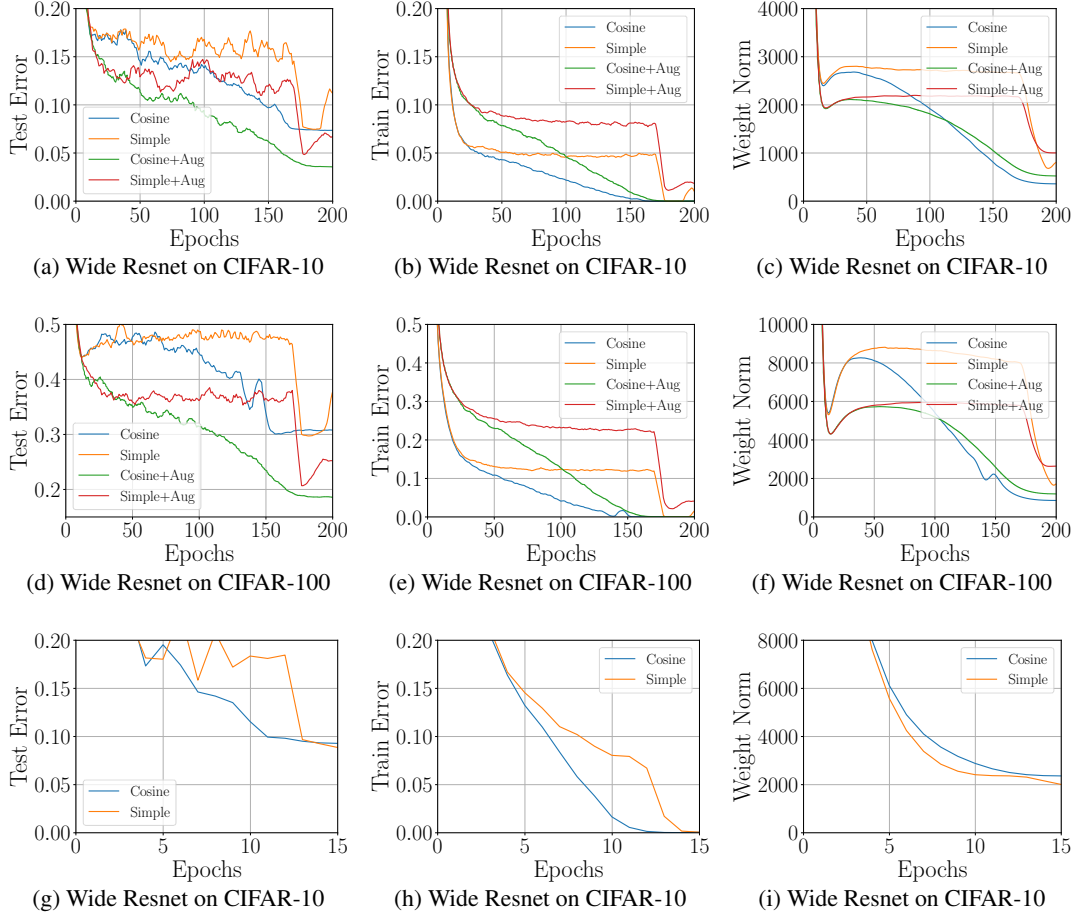 0.20
0.15
0.10
0.05
0.00
Test Error
Cosine
Simple
Cosine+Aug
Simple+Aug
50 100 150 200
Epochs
(a) Wide Resnet on CIFAR-10
0.20
0.15
0.10
0.05
0.00
Train Error
Cosine
Simple
Cosine+Aug
Simple+Aug
50 100 150 200
Epochs
(b) Wide Resnet on CIFAR-10
4000
3000
2000
1000
0
Weight Norm
Cosine
Simple
Cosine+Aug
Simple+Aug
50 100 150 200
Epochs
(c) Wide Resnet on CIFAR-10
0.5
0.4
0.3
0.2
Test Error
Cosine
Simple
Cosine+Aug
Simple+Aug
0 50 100 150 200
Epochs
(d) Wide Resnet on CIFAR-100
0.5
0.4
0.3
0.2
0.1
0.0
Train Error
Cosine
Simple
Cosine+Aug
Simple+Aug
0 50 100 150 200
Epochs
(e) Wide Resnet on CIFAR-100
10000
8000
6000
4000
2000
0
Weight Norm
Cosine
Simple
Cosine+Aug
Simple+Aug
0 50 100 150 200
Epochs
(f) Wide Resnet on CIFAR-100
0.20
0.15
0.10
0.05
0.00
Test Error
Cosine
Simple
5 10 15
Epochs
(g) Wide Resnet on CIFAR-10
0.20
0.15
0.10
0.05
0.00
Train Error
Cosine
Simple
5 10 15
Epochs
(h) Wide Resnet on CIFAR-10
8000
6000
4000
2000
0
Weight Norm
Cosine
Simple
5 10 15
Epochs
(i) Wide Resnet on CIFAR-10